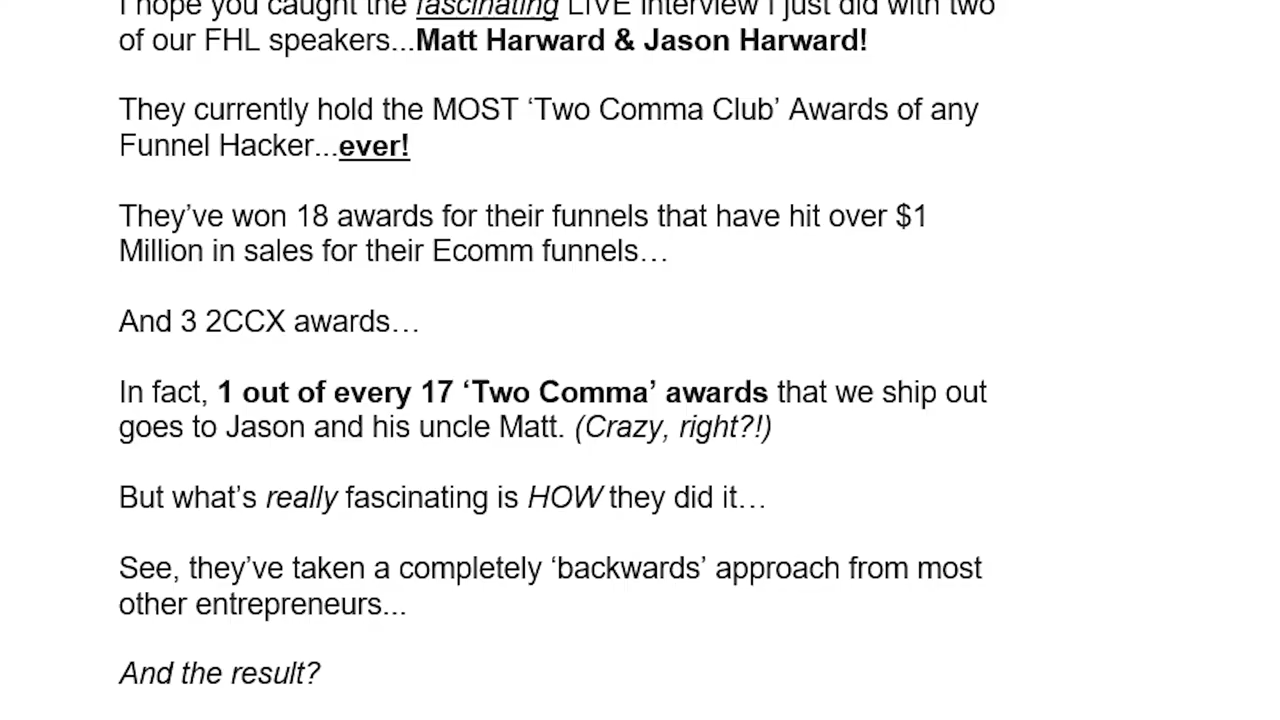 I hope you caught the fascinating LIVE interview I just did with two
of our FHL speakers...Matt Harward & Jason Harward!
They currently hold the MOST ‘Two Comma Club’ Awards of any
Funnel Hacker...ever!
They’ve won 18 awards for their funnels that have hit over $1
Million in sales for their Ecomm funnels…
And 3 2CCX awards…
In fact, 1 out of every 17 ‘Two Comma’ awards that we ship out
goes to Jason and his uncle Matt. (Crazy, right?!)
But what’s really fascinating is HOW they did it…
See, they’ve taken a completely ‘backwards’ approach from most
other entrepreneurs...
And the result?